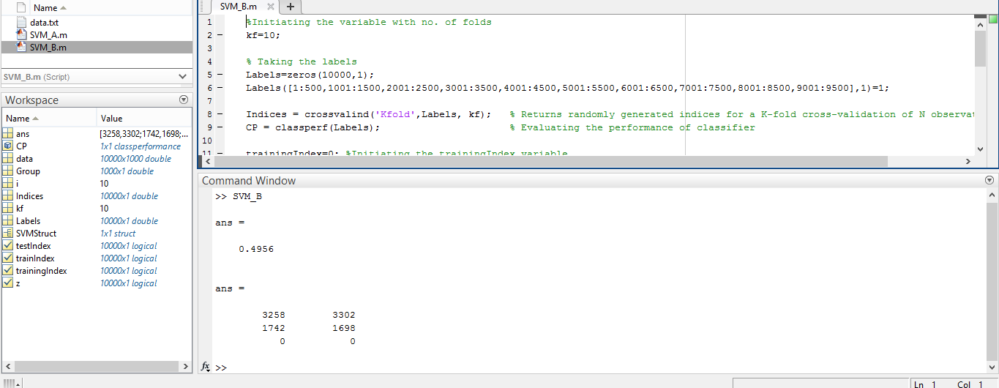 Name
data.txt
SVM_A.m
SVM_B.m
SVM_B.m (Script)
Workspace
Name Value
ans [3258,3302;1742,1698;...
CP 1x1 classperformance
data 10000x1000 double
Group 1000x1 double
i 10
Indices 10000x1 double
kf 10
Labels 10000x1 double
SVMStruct 1x1 struct
testIndex 10000x1 logical
trainIndex 10000x1 logical
trainingIndex 10000x1 logical
z 10000x1 logical
SVM_B.m × +
1 %Initiating the variable with no. of folds
2 – kf=10;
3
4 % Taking the labels
5 – Labels=zeros(10000,1);
6 – Labels([1:500,1001:1500,2001:2500,3001:3500,4001:4500,5001:5500,6001:6500,7001:7500,8001:8500,9001:9500],1)=1;
7
8 – Indices = crossvalind('Kfold',Labels, kf); % Returns randomly generated indices for a K-fold cross-validation of N observat
9 – CP = classperf(Labels); % Evaluating the performance of classifier
10
11 – trainingIndex=0; %Initiating the trainingIndex variable
Command Window
>> SVM_B
ans =
0.4956
ans =
3258 3302
1742 1698
0 0
fx >>
Ln 1 Col 1